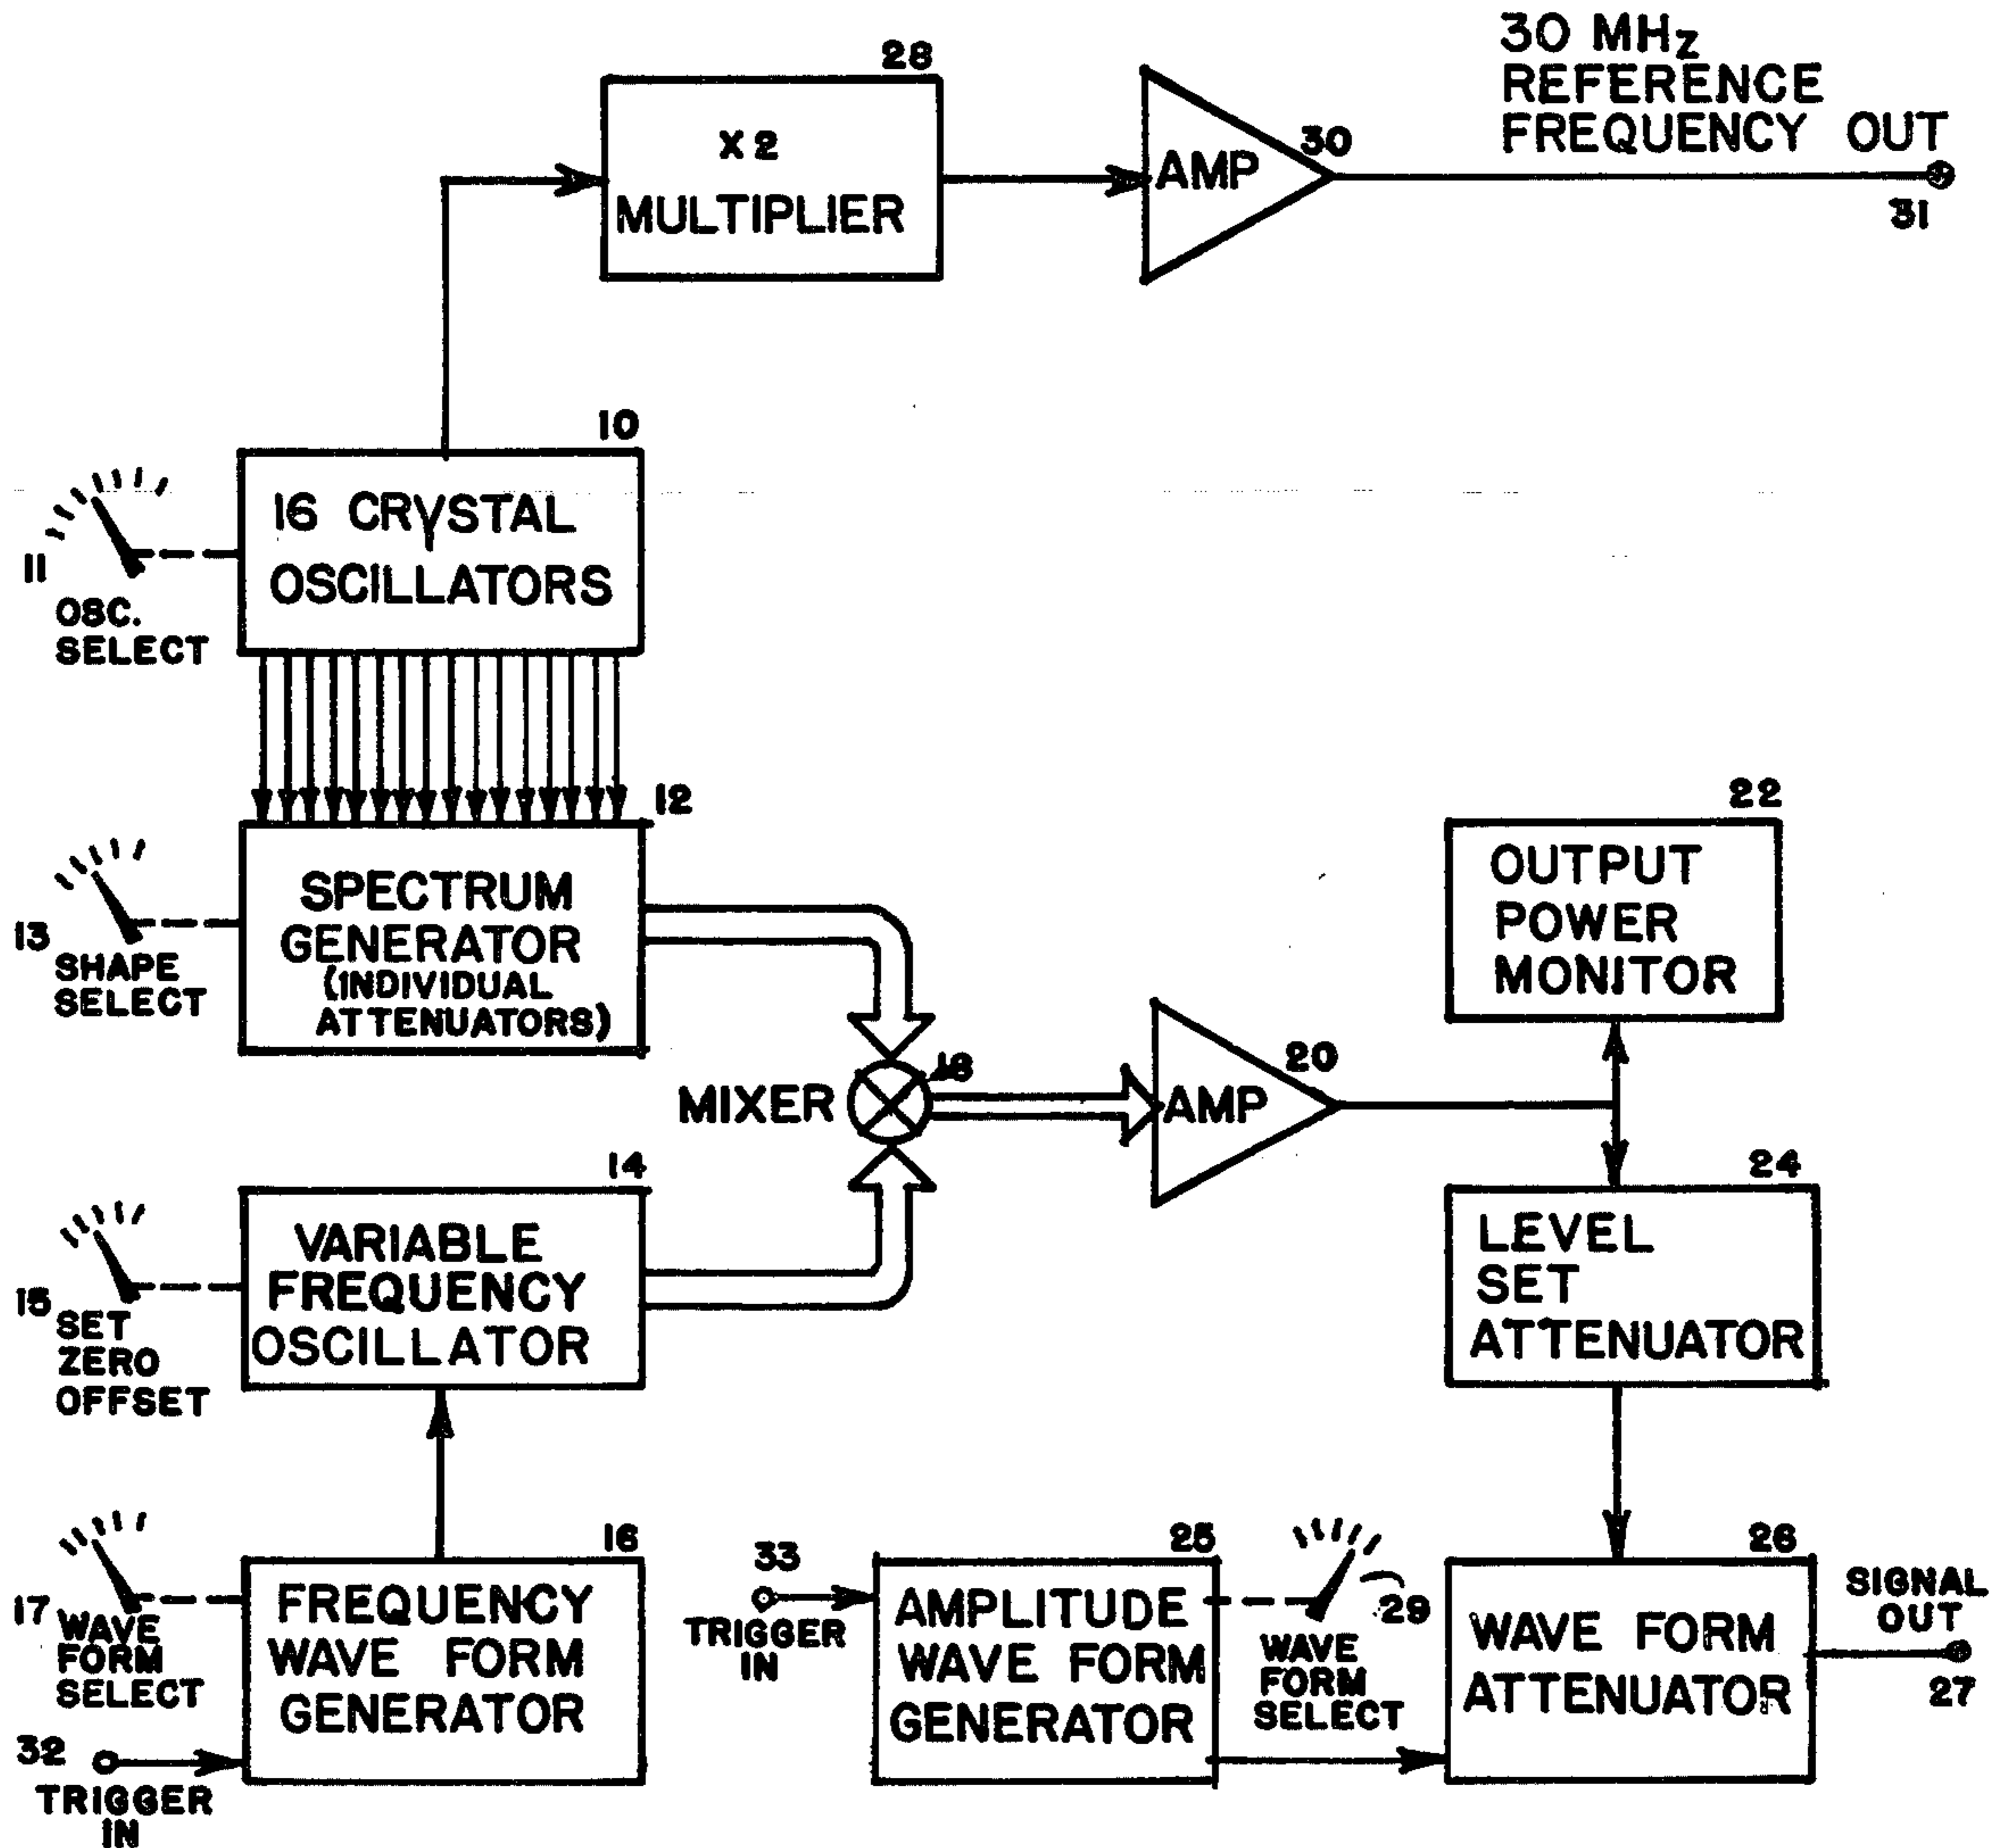 28
X 2
MULTIPLIER
30
AMP
30 MHz
REFERENCE
FREQUENCY OUT
31
10
16 CRYSTAL
OSCILLATORS
11
OSC.
SELECT
12
SPECTRUM
GENERATOR
(INDIVIDUAL
ATTENUATORS)
13
SHAPE
SELECT
MIXER
18
20
AMP
22
OUTPUT
POWER
MONITOR
14
VARIABLE
FREQUENCY
OSCILLATOR
15
SET
ZERO
OFFSET
24
LEVEL
SET
ATTENUATOR
16
FREQUENCY
WAVE FORM
GENERATOR
17
WAVE
FORM
SELECT
32
TRIGGER
IN
33
TRIGGER
IN
25
AMPLITUDE
WAVE FORM
GENERATOR
29
WAVE
FORM
SELECT
26
WAVE FORM
ATTENUATOR
SIGNAL
OUT
27